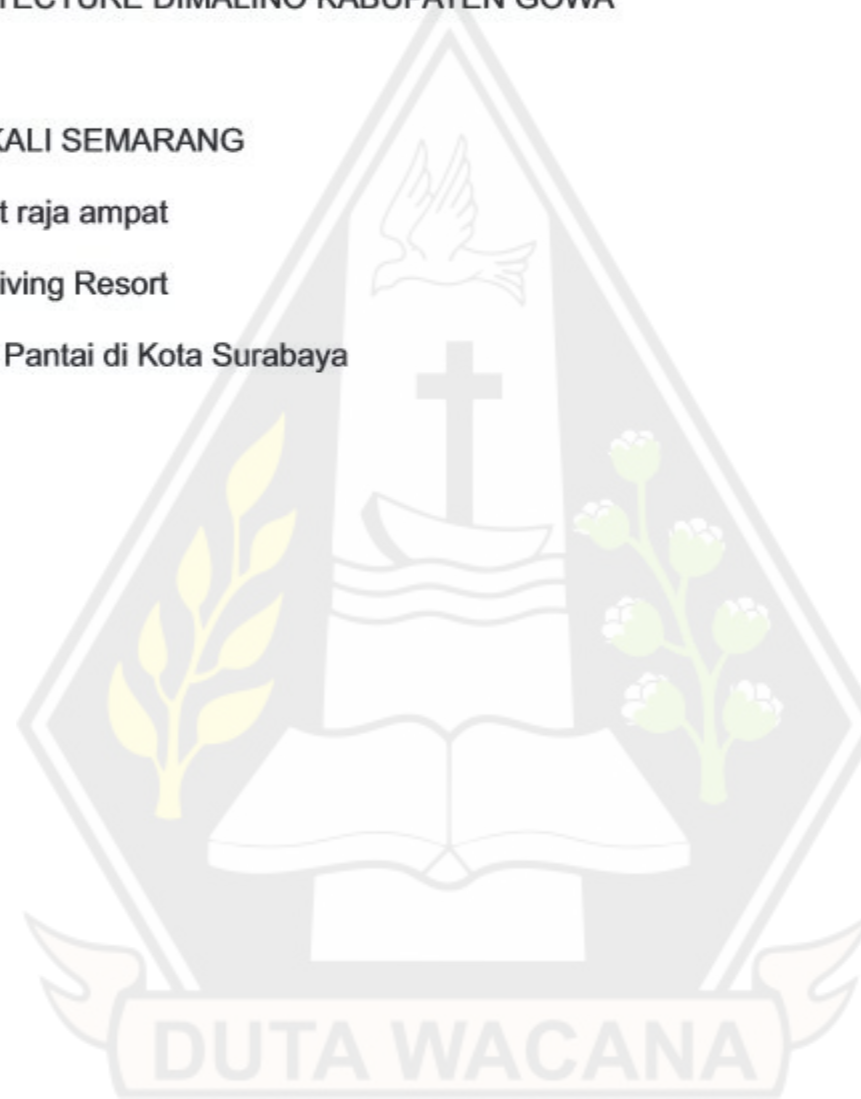 TECTURE DIMALINO KABUPATEN GOWA
KALI SEMARANG
t raja ampat
iving Resort
Pantai di Kota Surabaya
DUTA WACANA